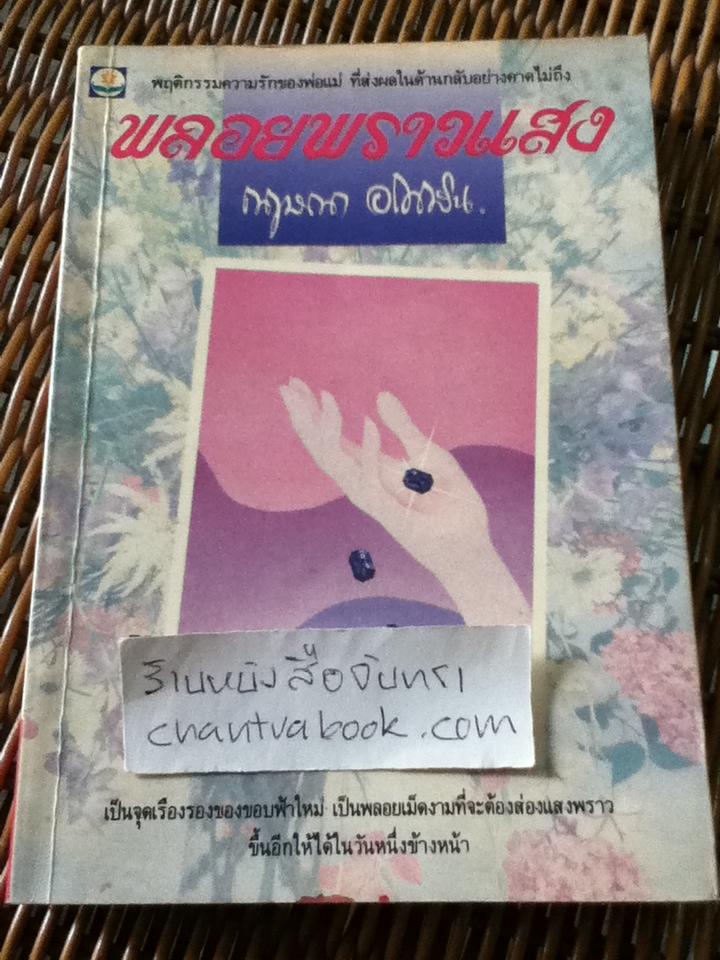 พฤติกรรมความรักของพ่อแม่ ที่ส่งผลในด้านกลับอย่างคาดไม่ถึง
พลอยพราวแสง
กฤษณา อโศกสิน.
ร้านหนังสือจันทรา
chantrabook.com
เป็นจุดเรืองรองของขอบฟ้าใหม่ เป็นพลอยเม็ดงามที่จะต้องส่องแสงพราว
ขึ้นอีกให้ได้ในวันหนึ่งข้างหน้า